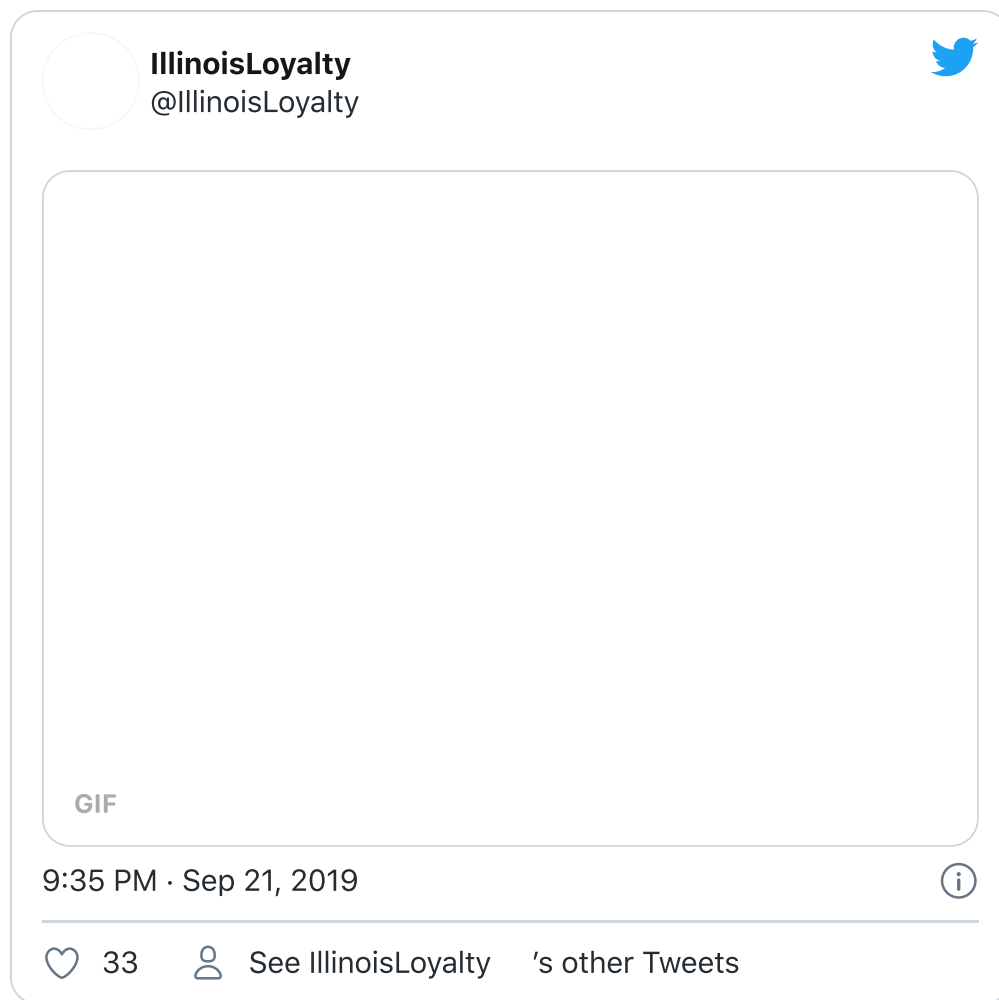 IllinoisLoyalty
@IllinoisLoyalty
GIF
9:35 PM · Sep 21, 2019
33 See IllinoisLoyalty ’s other Tweets